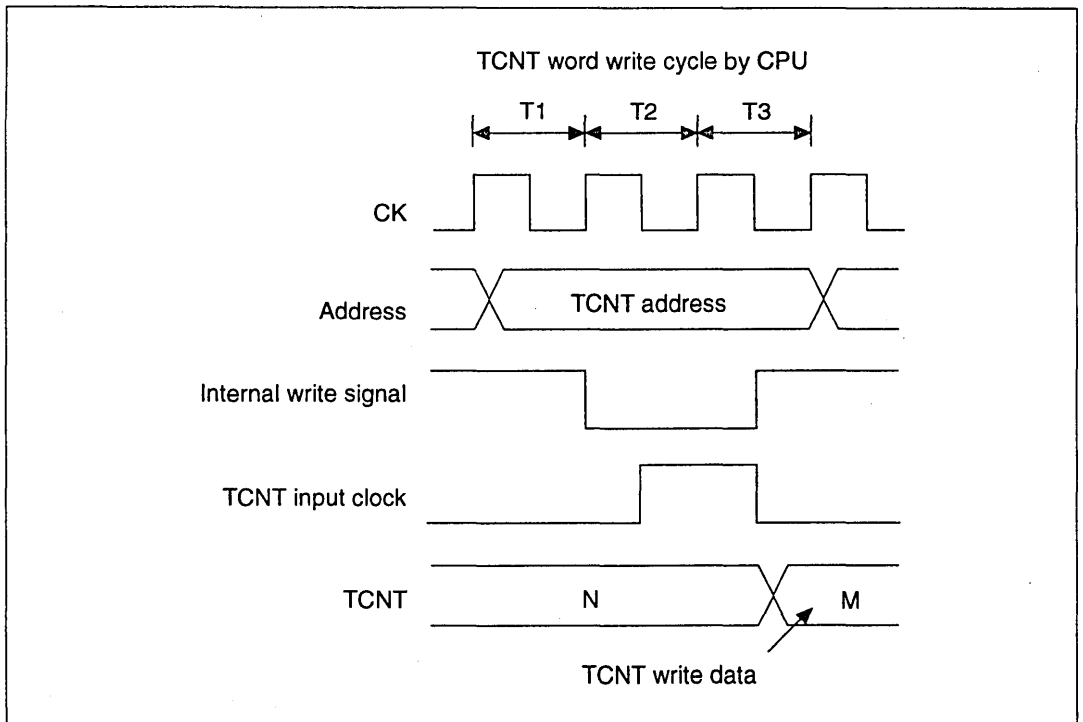 TCNT word write cycle by CPU
T1 T2 T3
CK
Address
TCNT address
Internal write signal
TCNT input clock
TCNT
N
M
TCNT write data